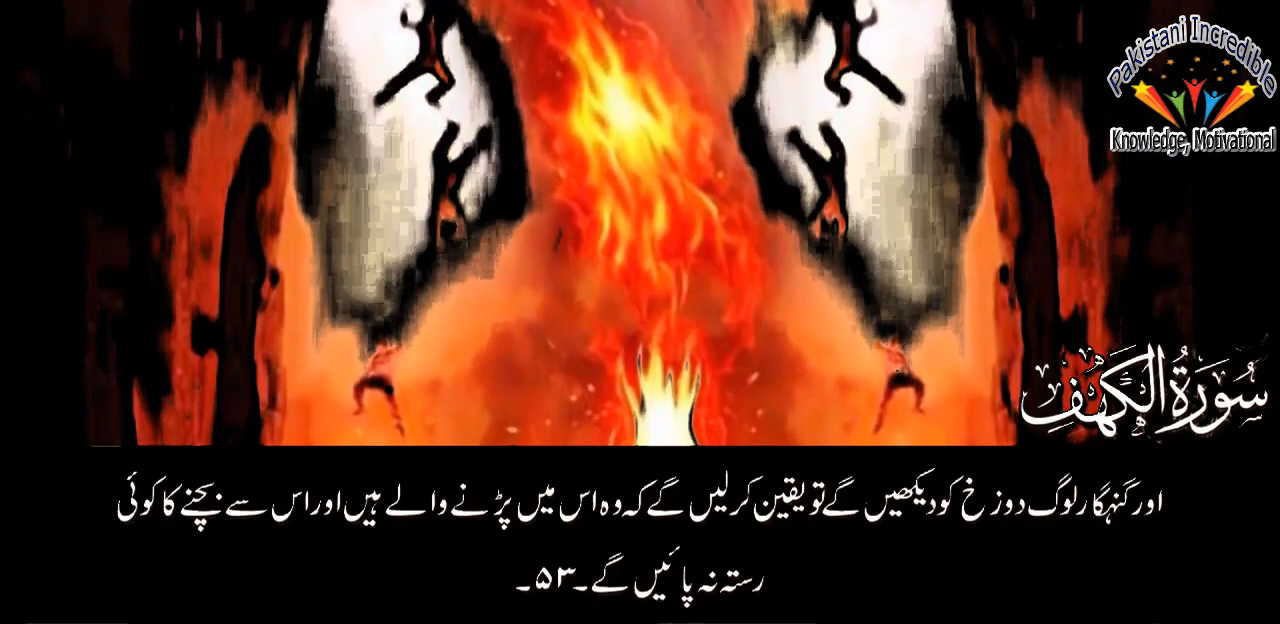 Pakistani Incredible
Knowledge, Motivational
سُورَةُ الكَهْفِ
اور گنہگار لوگ دوزخ کو دیکھیں گے تو یقین کرلیں گے کہ وہ اس میں پڑنے والے ہیں اور اس سے بچنے کا کوئی
رستہ نہ پائیں گے۔۵۳۔